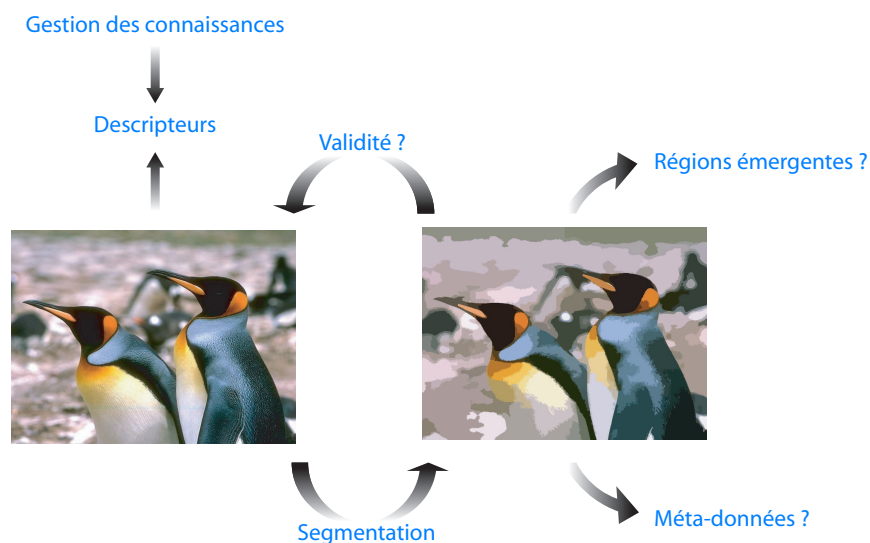 Gestion des connaissances
Descripteurs
Validité ?
Régions émergentes ?
Segmentation
Méta-données ?